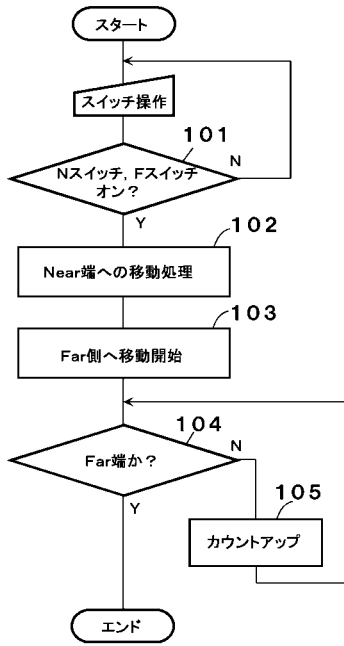 スタート
スイッチ操作
101
Nスイッチ, Fスイッチ
オン?
N
Y
102
Near端への移動処理
103
Far側へ移動開始
104
Far端か?
N
Y
105
カウントアップ
エンド